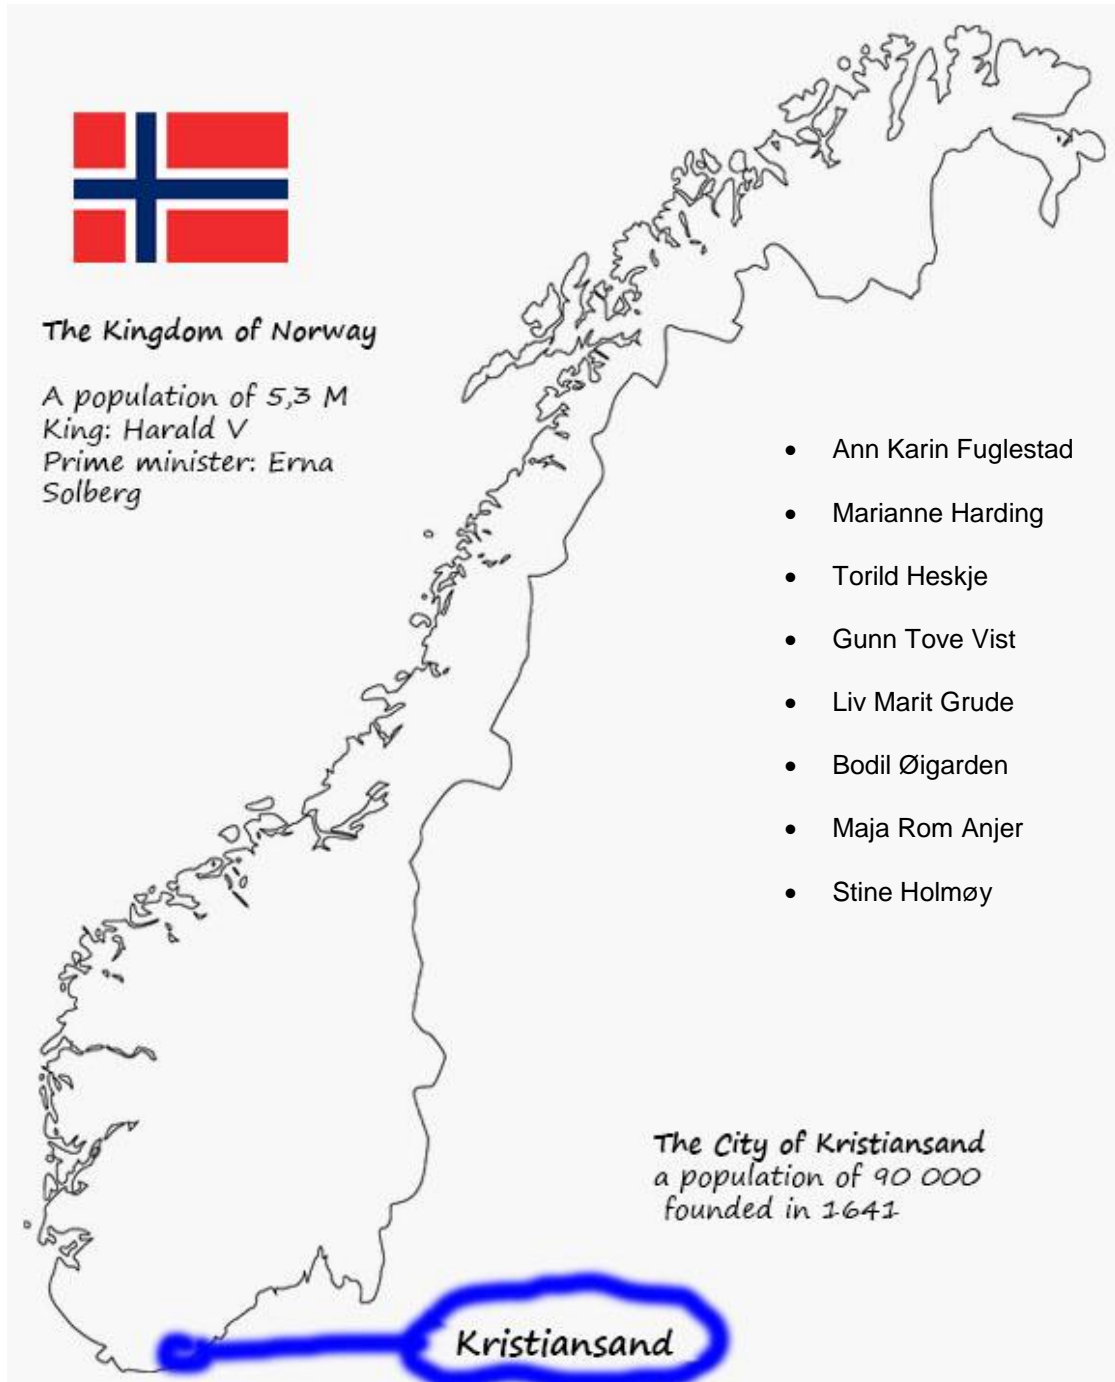 The Kingdom of Norway
A population of 5,3 M
King: Harald V
Prime minister: Erna
Solberg
• Ann Karin Fuglestad
• Marianne Harding
• Torild Heskje
• Gunn Tove Vist
• Liv Marit Grude
• Bodil Øigarden
• Maja Rom Anjer
• Stine Holmøy
The City of Kristiansand
a population of 90 000
founded in 1641
Kristiansand